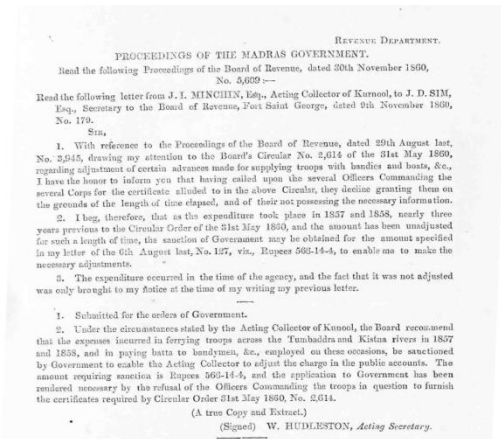 REVENUE DEPARTMENT.
PROCEEDINGS OF THE MADRAS GOVERNMENT.
Read the following Proceedings of the Board of Revenue, dated 30th November 1860,
No. 5,699 :—
Read the following letter from J. I. MINCHIN, Esq., Acting Collector of Kurnool, to J. D. SIM,
Esq., Secretary to the Board of Revenue, Fort Saint George, dated 9th November 1860,
No. 179.
SIR,
1. With reference to the Proceedings of the Board of Revenue, dated 29th August last,
No. 3,945, drawing my attention to the Board's Circular No. 2,614 of the 31st May 1860,
regarding adjustment of certain advances made for supplying troops with bandies and boats, &c.,
I have the honor to inform you that having called upon the several Officers Commanding the
several Corps for the certificate alluded to in the above Circular, they decline granting them on
the grounds of the length of time elapsed, and of their not possessing the necessary information.
2. I beg, therefore, that as the expenditure took place in 1857 and 1858, nearly three
years previous to the Circular Order of the 31st May 1860, and the amount has been unadjusted
for such a length of time, the sanction of Government may be obtained for the amount specified
in my letter of the 6th August last, No. 127, viz., Rupees 566-14-4, to enable me to make the
necessary adjustments.
3. The expenditure occurred in the time of the agency, and the fact that it was not adjusted
was only brought to my notice at the time of my writing my previous letter.
1. Submitted for the orders of Government.
2. Under the circumstances stated by the Acting Collector of Kurnool, the Board recommend
that the expenses incurred in ferrying troops across the Tumbaddra and Kistna rivers in 1857
and 1858, and in paying batta to bandymen, &c., employed on these occasions, be sanctioned
by Government to enable the Acting Collector to adjust the charge in the public accounts. The
amount requiring sanction is Rupees 566-14-4, and the application to Government has been
rendered necessary by the refusal of the Officers Commanding the troops in question to furnish
the certificates required by Circular Order 31st May 1860, No. 2,614.
(A true Copy and Extract.)
(Signed) W. HUDLESTON, Acting Secretary.